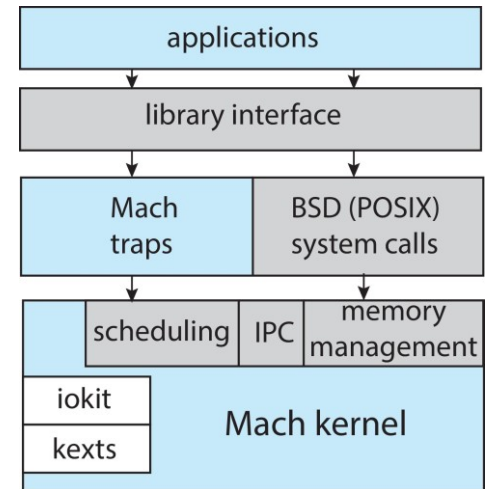 applications
library interface
Mach
traps
BSD (POSIX)
system calls
scheduling
IPC
memory
management
iokit
kexts
Mach kernel